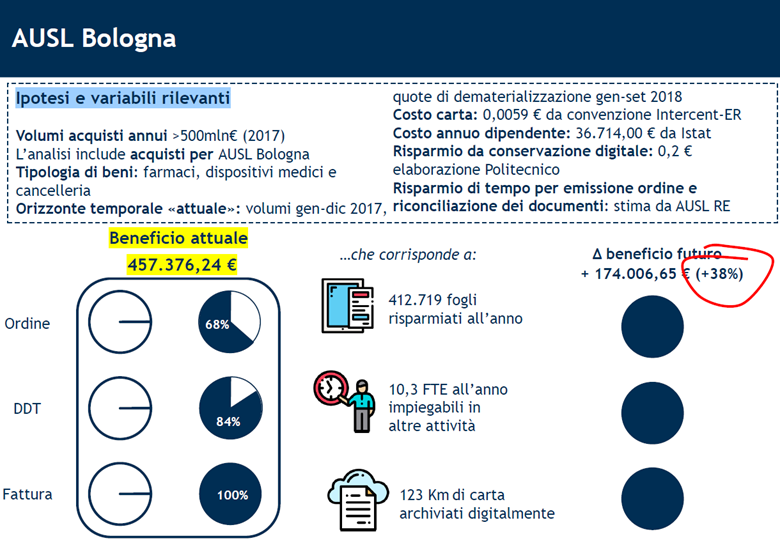 AUSL Bologna
Ipotesi e variabili rilevanti
Volumi acquisti annui >500mln€ (2017)
L'analisi include acquisti per AUSL Bologna
Tipologia di beni: farmaci, dispositivi medici e
cancelleria
Orizzonte temporale «attuale»: volumi gen-dic 2017,
quote di dematerializzazione gen-set 2018
Costo carta: 0,0059 € da convenzione Intercent-ER
Costo annuo dipendente: 36.714,00 € da Istat
Risparmio da conservazione digitale: 0,2 €
elaborazione Politecnico
Risparmio di tempo per emissione ordine e
riconciliazione dei documenti: stima da AUSL RE
Beneficio attuale
457.376,24 €
…che corrisponde a:
Δ beneficio futuro
+ 174.006,65 € (+38%)
Ordine
68%
412.719 fogli
risparmiati all'anno
DDT
84%
10,3 FTE all'anno
impiegabili in
altre attività
Fattura
100%
123 Km di carta
archiviati digitalmente